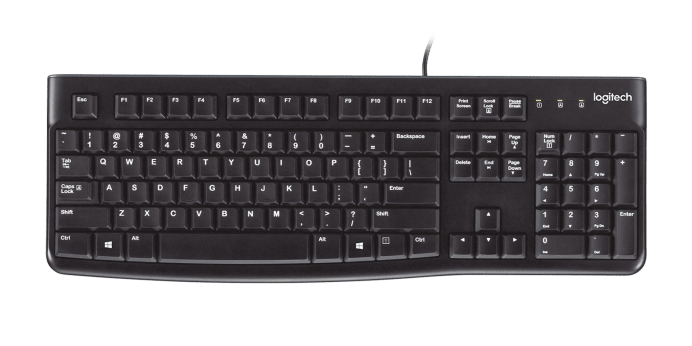 logitech
Esc F1 F2 F3 F4 F5 F6 F7 F8 F9 F10 F11 F12 Print Screen Scroll Lock Pause Break 1 A
~ ! @ # $ % ^ & * ( ) – + Backspace Insert Home Page Up Num Lock 1 / * –
` 1 2 3 4 5 6 7 8 9 0 - =
Tab Q W E R T Y U I O P { [ } ] | \ Delete End Page Down 7 Home 8 9 Pg Up +
Caps Lock A A S D F G H J K L : ; " ' Enter 4 5 6
Shift Z X C V B N M < , > . ? / Shift 1 End 2 3 Pg Dn Enter
Ctrl Alt Alt Ctrl 0 Ins . Del